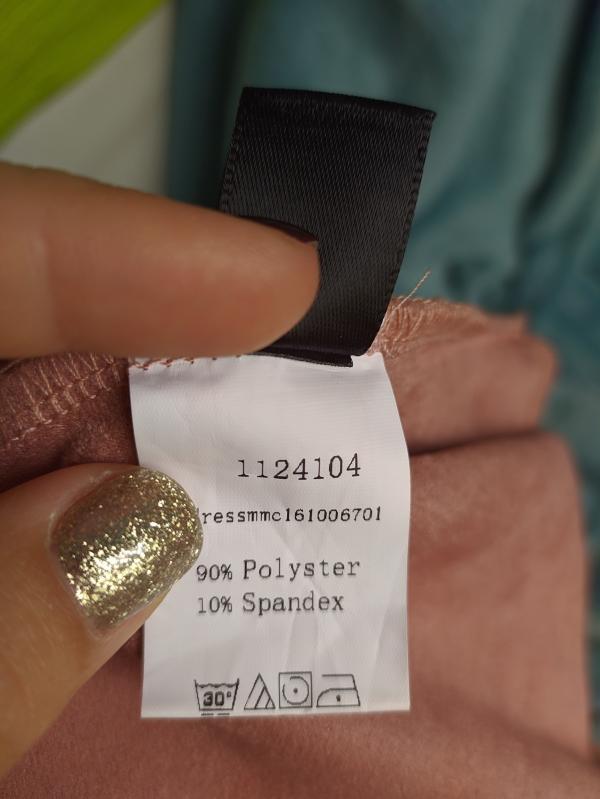 1124104
ressmmc161006701
90% Polyster
10% Spandex
30°